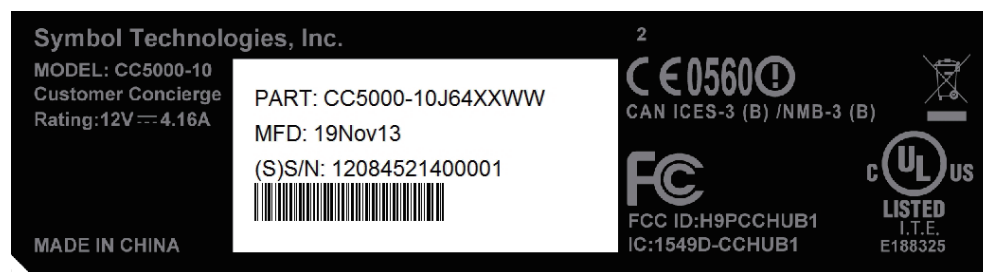 Symbol Technologies, Inc.
MODEL: CC5000-10
Customer Concierge
Rating:12V⎓4.16A
MADE IN CHINA
PART: CC5000-10J64XXWW
MFD: 19Nov13
(S)S/N: 12084521400001
2
CE0560!
CAN ICES-3 (B) /NMB-3 (B)
FC
FCC ID:H9PCCHUB1
IC:1549D-CCHUB1
C UL US
LISTED
I.T.E.
E188325